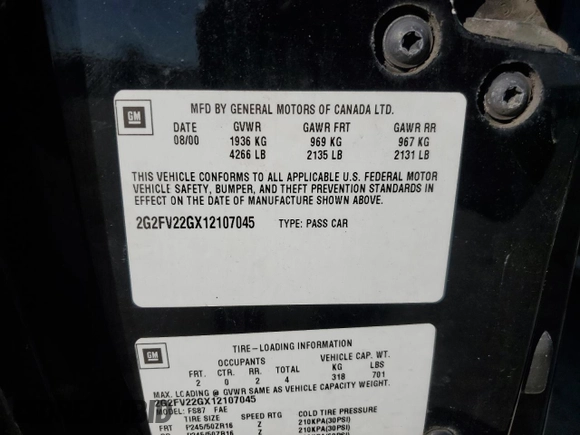 GM
MFD BY GENERAL MOTORS OF CANADA LTD.
DATE GVWR GAWR FRT GAWR RR
08/00 1936 KG 969 KG 967 KG
4266 LB 2135 LB 2131 LB
THIS VEHICLE CONFORMS TO ALL APPLICABLE U.S. FEDERAL MOTOR
VEHICLE SAFETY, BUMPER, AND THEFT PREVENTION STANDARDS IN
EFFECT ON THE DATE OF MANUFACTURE SHOWN ABOVE.
2G2FV22GX12107045 TYPE: PASS CAR
GM
TIRE-LOADING INFORMATION
OCCUPANTS VEHICLE CAP. WT.
FRT. CTR. RR. TOTAL KG LBS
2 0 2 4 318 701
MAX. LOADING @ GVWR SAME AS VEHICLE CAPACITY WEIGHT.
2G2FV22GX12107045
MODEL: FS87 FAE
TIRE SIZE SPEED RTG COLD TIRE PRESSURE
FRT P245/50ZR16 Z 210KPA(30PSI)
P245/50ZR16 Z 210KPA(30PSI)